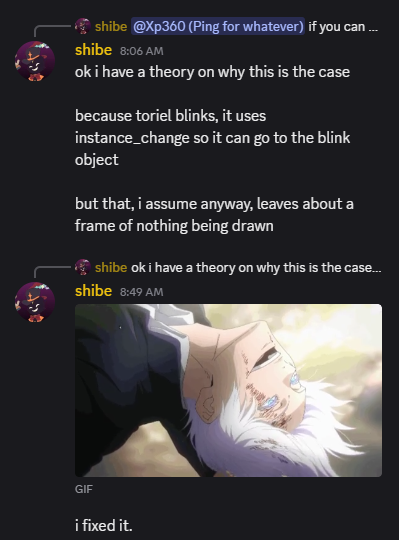 shibe @Xp360 (Ping for whatever) if you can ...
shibe 8:06 AM
ok i have a theory on why this is the case
because toriel blinks, it uses
instance_change so it can go to the blink
object
but that, i assume anyway, leaves about a
frame of nothing being drawn
shibe ok i have a theory on why this is the case...
shibe 8:49 AM
GIF
i fixed it.